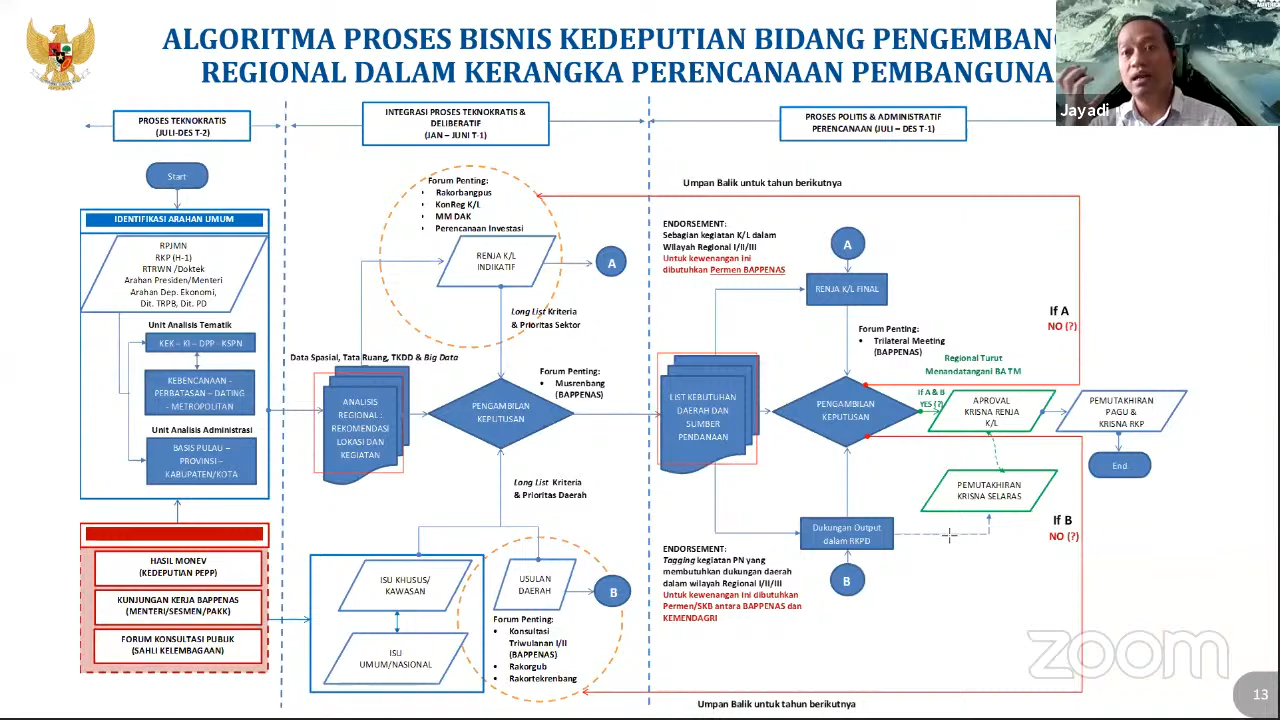 ALGORITMA PROSES BISNIS KEDEPUTIAN BIDANG
REGIONAL DALAM KERANGKA PERENCANAAN
Jayadi
PROSES TEKNOKRATIS
(JULI-DES T-2)
INTEGRASI PROSES TEKNOKRATIS &
DELIBERATIF
(JAN – JUNI T-1)
PROSES POLITIS & ADMINISTRATIF
PERENCANAAN (JULI – DES T-1)
Start
IDENTIFIKASI ARAHAN UMUM
RPJMN
RKP (H-1)
RTRWN /Doktek
Arahan Presiden/Menteri
Arahan Dep. Ekonomi,
Dit. TRPB, Dit. PD
Unit Analisis Tematik
KEK – KI – DPP - KSPN
KEBENCANAAN -
PERBATASAN – DATING
- METROPOLITAN
Unit Analisis Administrasi
BASIS PULAU –
PROVINSI –
KABUPATEN/KOTA
HASIL MONEV
(KEDEPUTIAN PEPP)
KUNJUNGAN KERJA BAPPENAS
(MENTERI/SESMEN/PAKK)
FORUM KONSULTASI PUBLIK
(SAHLI KELEMBAGAAN)
Forum Penting:
• Rakorbangpus
• KonReg K/L
• MM DAK
• Perencanaan Investasi
RENJA K/L
INDIKATIF
A
Long List Kriteria
& Prioritas Sektor
Data Spasial, Tata Ruang, TKDD & Big Data
ANALISIS
REGIONAL :
REKOMENDASI
LOKASI DAN
KEGIATAN
PENGAMBILAN
KEPUTUSAN
Forum Penting:
• Musrenbang
(BAPPENAS)
Long List Kriteria
& Prioritas Daerah
ISU KHUSUS/
KAWASAN
ISU
UMUM/NASIONAL
USULAN
DAERAH
B
Forum Penting:
• Konsultasi
Triwulanan I/II
(BAPPENAS)
• Rakorgub
• Rakortekrenbang
Umpan Balik untuk tahun berikutnya
ENDORSEMENT:
Sebagian kegiatan K/L dalam
Wilayah Regional I/II/III
Untuk kewenangan ini
dibutuhkan Permen BAPPENAS
A
RENJA K/L FINAL
Forum Penting:
• Trilateral Meeting
(BAPPENAS)
If A
NO (?)
Regional Turut
Menandatangani BA TM
LIST KEBUTUHAN
DAERAH DAN
SUMBER
PENDANAAN
PENGAMBILAN
KEPUTUSAN
If A & B
YES (?)
APROVAL
KRISNA RENJA
K/L
PEMUTAKHIRAN
PAGU &
KRISNA RKP
End
PEMUTAKHIRAN
KRISNA SELARAS
Dukungan Output
dalam RKPD
B
If B
NO (?)
ENDORSEMENT:
Tagging kegiatan PN yang
membutuhkan dukungan daerah
dalam wilayah Regional I/II/III
Untuk kewenangan ini dibutuhkan
Permen/SKB antara BAPPENAS dan
KEMENDAGRI
Umpan Balik untuk tahun berikutnya
zoom
13